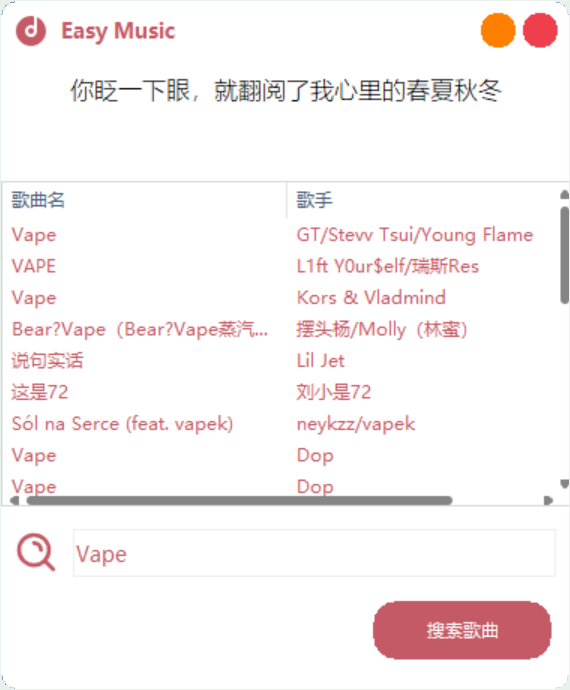 Easy Music
你眨一下眼，就翻阅了我心里的春夏秋冬
歌曲名 歌手
Vape GT/Stevv Tsui/Young Flame
VAPE L1ft Y0ur$elf/瑞斯Res
Vape Kors & Vladmind
Bear?Vape（Bear?Vape蒸汽... 摆头杨/Molly（林蜜）
说句实话 Lil Jet
这是72 刘小是72
Sól na Serce (feat. vapek) neykzz/vapek
Vape Dop
Vape Dop
Vape
搜索歌曲